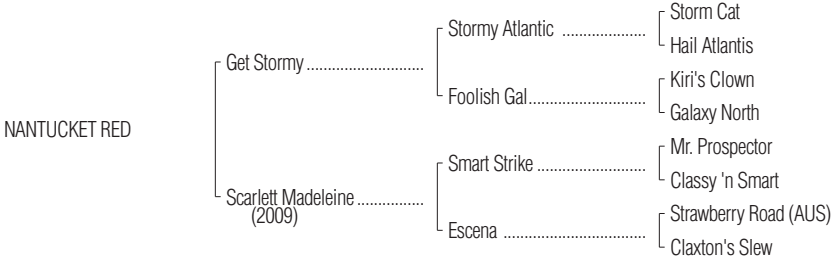 Storm Cat
Stormy Atlantic ....................
Hail Atlantis
Get Stormy ............................
Kiri's Clown
Foolish Gal............................
Galaxy North
NANTUCKET RED
Mr. Prospector
Smart Strike ..........................
Classy 'n Smart
Scarlett Madeleine ................
(2009)
Strawberry Road (AUS)
Escena ..................................
Claxton's Slew